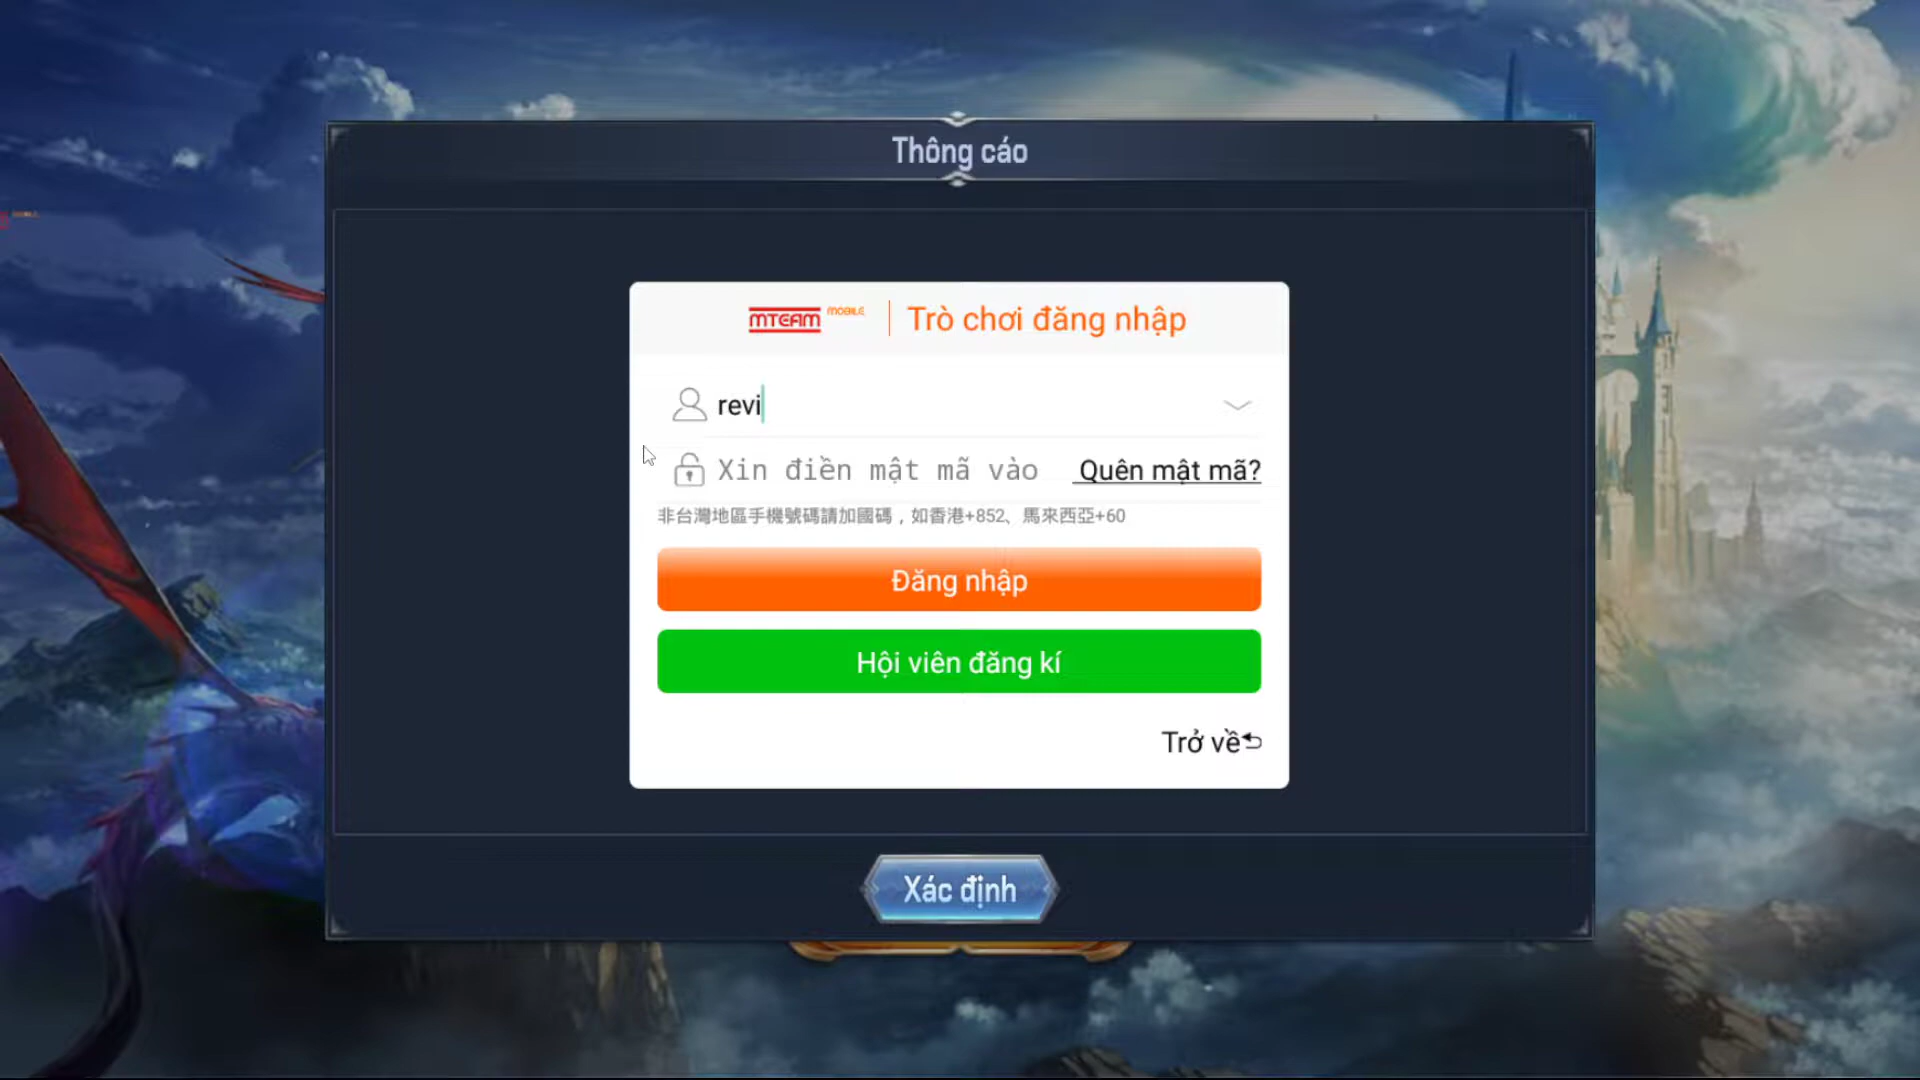 Thông cáo
MTEAM MOBILE
Trò chơi đăng nhập
revi
Xin điền mật mã vào
Quên mật mã?
非台灣地區手機號碼請加國碼，如香港+852、馬來西亞+60
Đăng nhập
Hội viên đăng kí
Trở về
Xác định